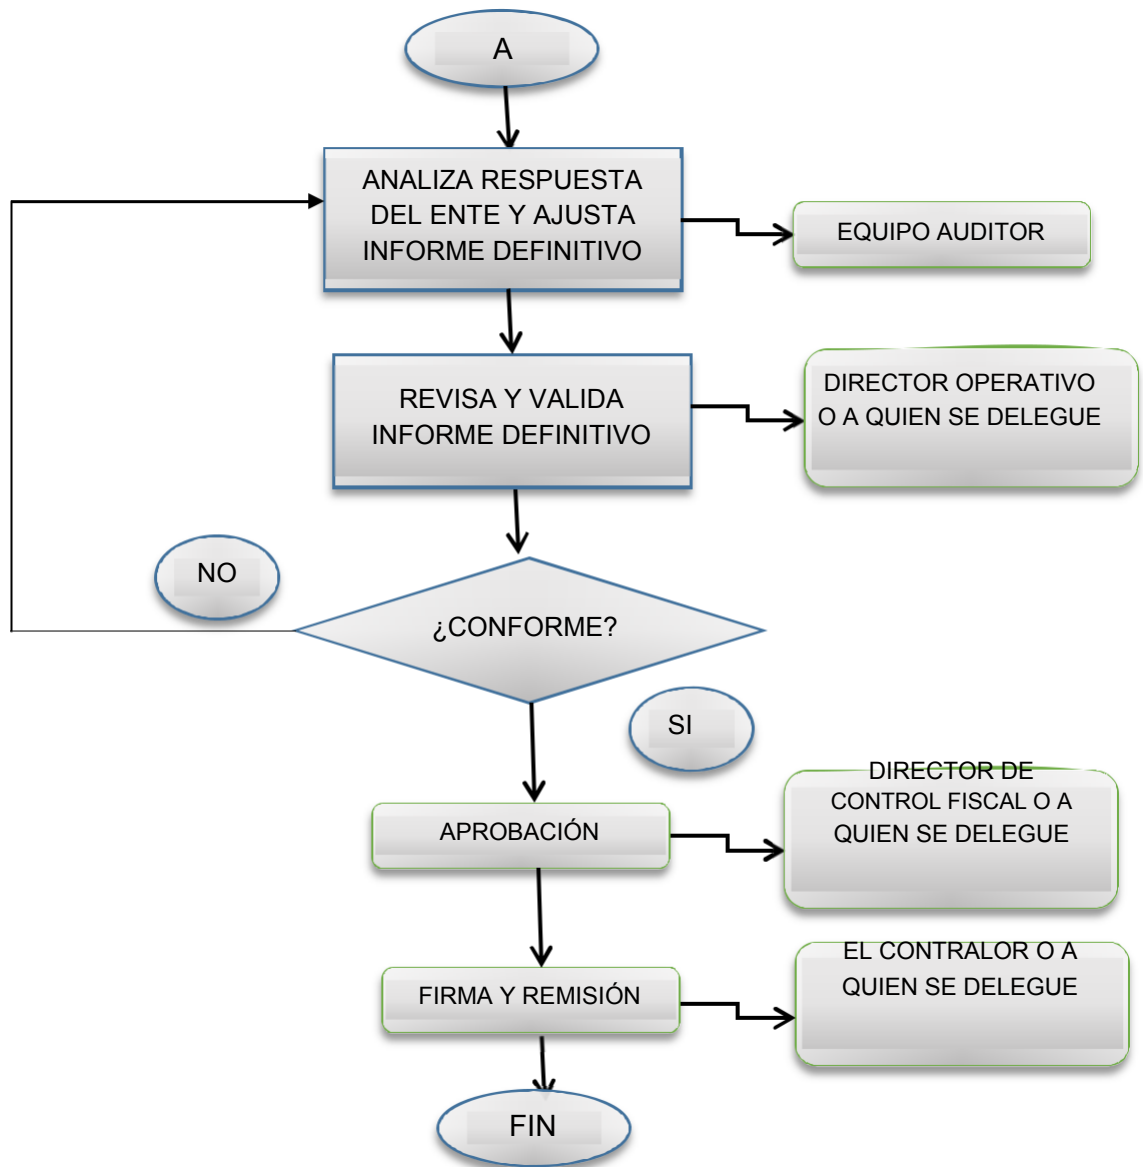 A
ANALIZA RESPUESTA
DEL ENTE Y AJUSTA
INFORME DEFINITIVO
EQUIPO AUDITOR
REVISA Y VALIDA
INFORME DEFINITIVO
DIRECTOR OPERATIVO
O A QUIEN SE DELEGUE
NO
¿CONFORME?
SI
APROBACIÓN
DIRECTOR DE
CONTROL FISCAL O A
QUIEN SE DELEGUE
FIRMA Y REMISIÓN
EL CONTRALOR O A
QUIEN SE DELEGUE
FIN